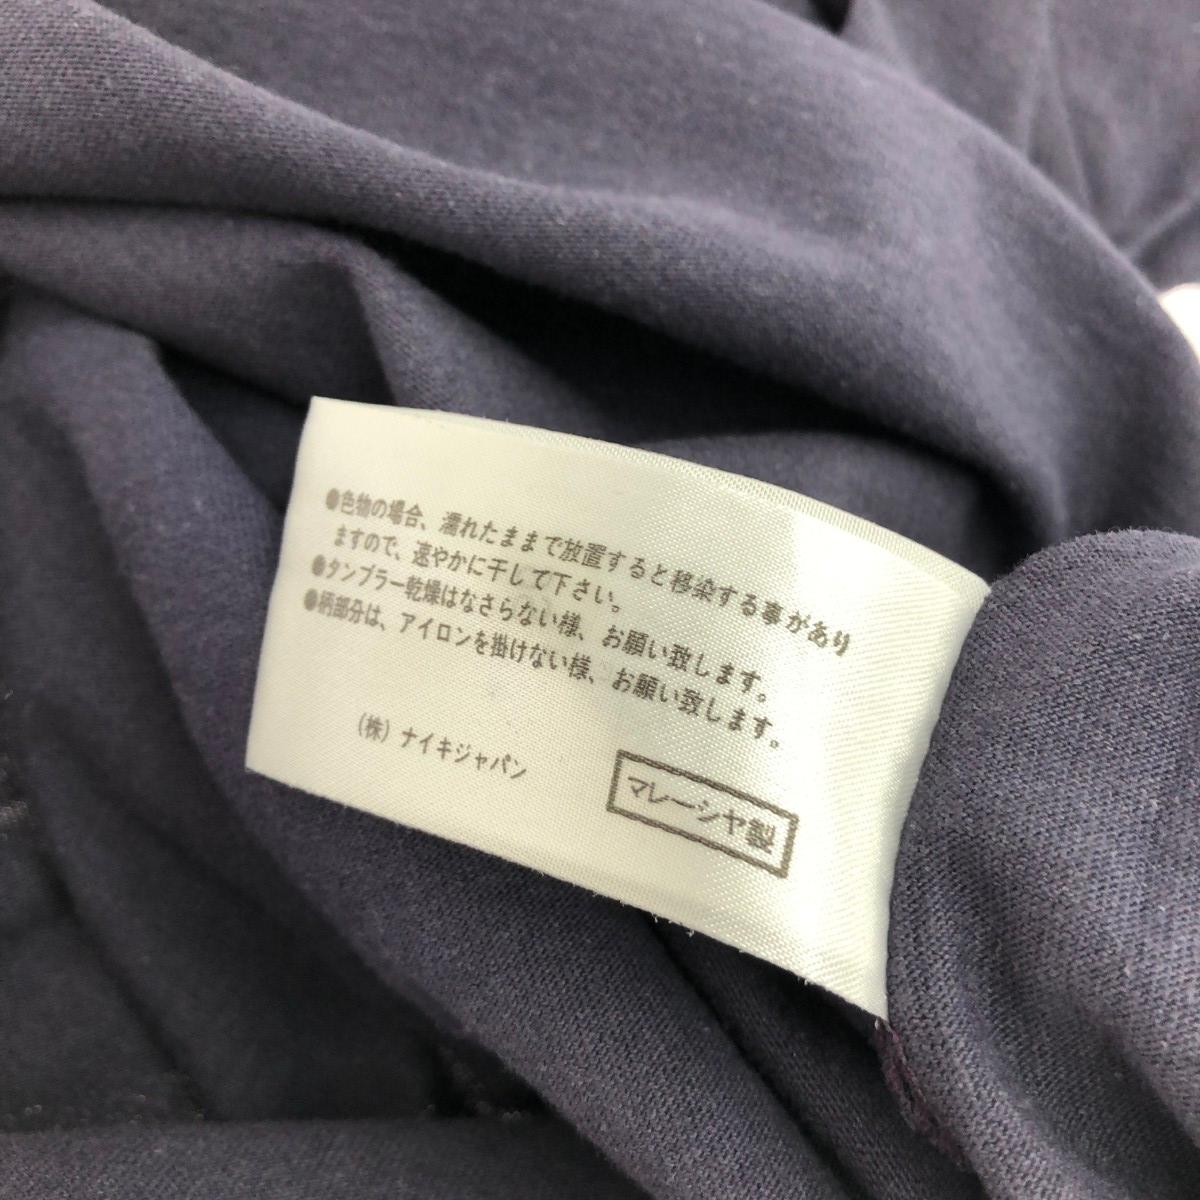 ●色物の場合、濡れたままで放置すると移染する事があり
ますので、速やかに干して下さい。
●タンブラー乾燥はなさらない様、お願い致します。
●柄部分は、アイロンを掛けない様、お願い致します。
(株) ナイキジャパン
マレーシヤ製